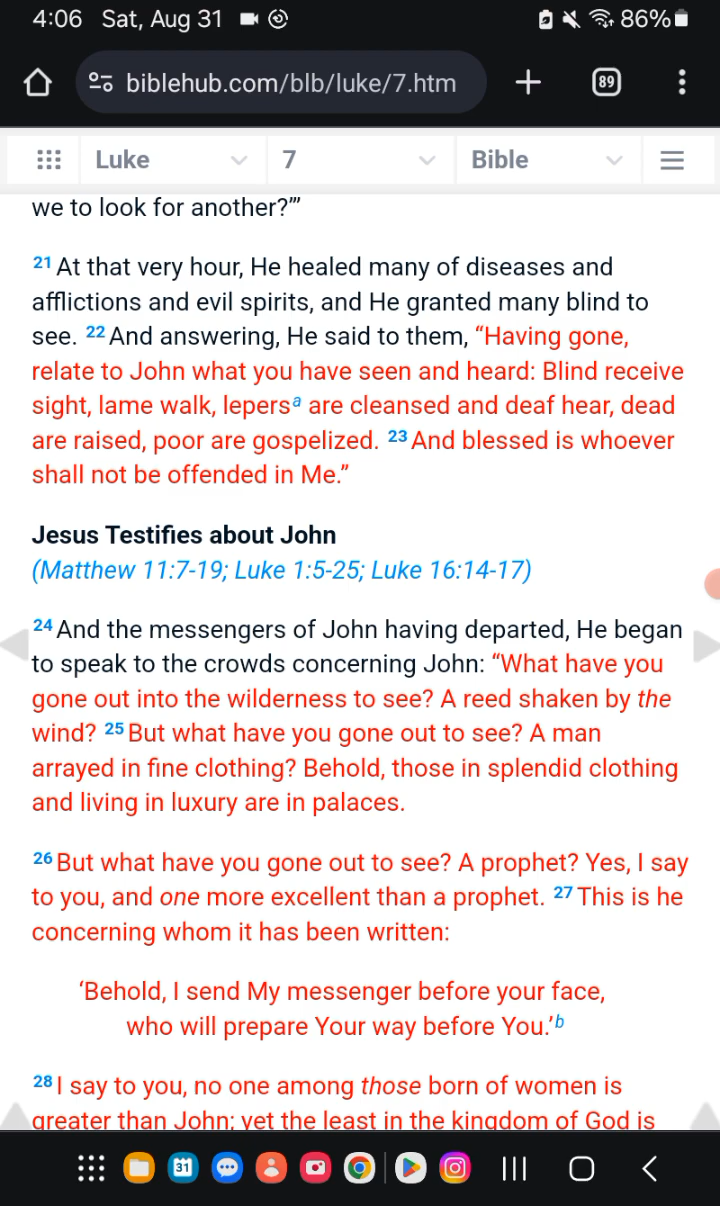 4:06 Sat, Aug 31 86%
biblehub.com/blb/luke/7.htm 89
Luke 7 Bible
we to look for another?’”
21 At that very hour, He healed many of diseases and
afflictions and evil spirits, and He granted many blind to
see. 22 And answering, He said to them, “Having gone,
relate to John what you have seen and heard: Blind receive
sight, lame walk, lepersa are cleansed and deaf hear, dead
are raised, poor are gospelized. 23 And blessed is whoever
shall not be offended in Me.”
Jesus Testifies about John
(Matthew 11:7-19; Luke 1:5-25; Luke 16:14-17)
24 And the messengers of John having departed, He began
to speak to the crowds concerning John: “What have you
gone out into the wilderness to see? A reed shaken by the
wind? 25 But what have you gone out to see? A man
arrayed in fine clothing? Behold, those in splendid clothing
and living in luxury are in palaces.
26 But what have you gone out to see? A prophet? Yes, I say
to you, and one more excellent than a prophet. 27 This is he
concerning whom it has been written:
‘Behold, I send My messenger before your face,
who will prepare Your way before You.’b
28 I say to you, no one among those born of women is
greater than John; yet the least in the kingdom of God is
31